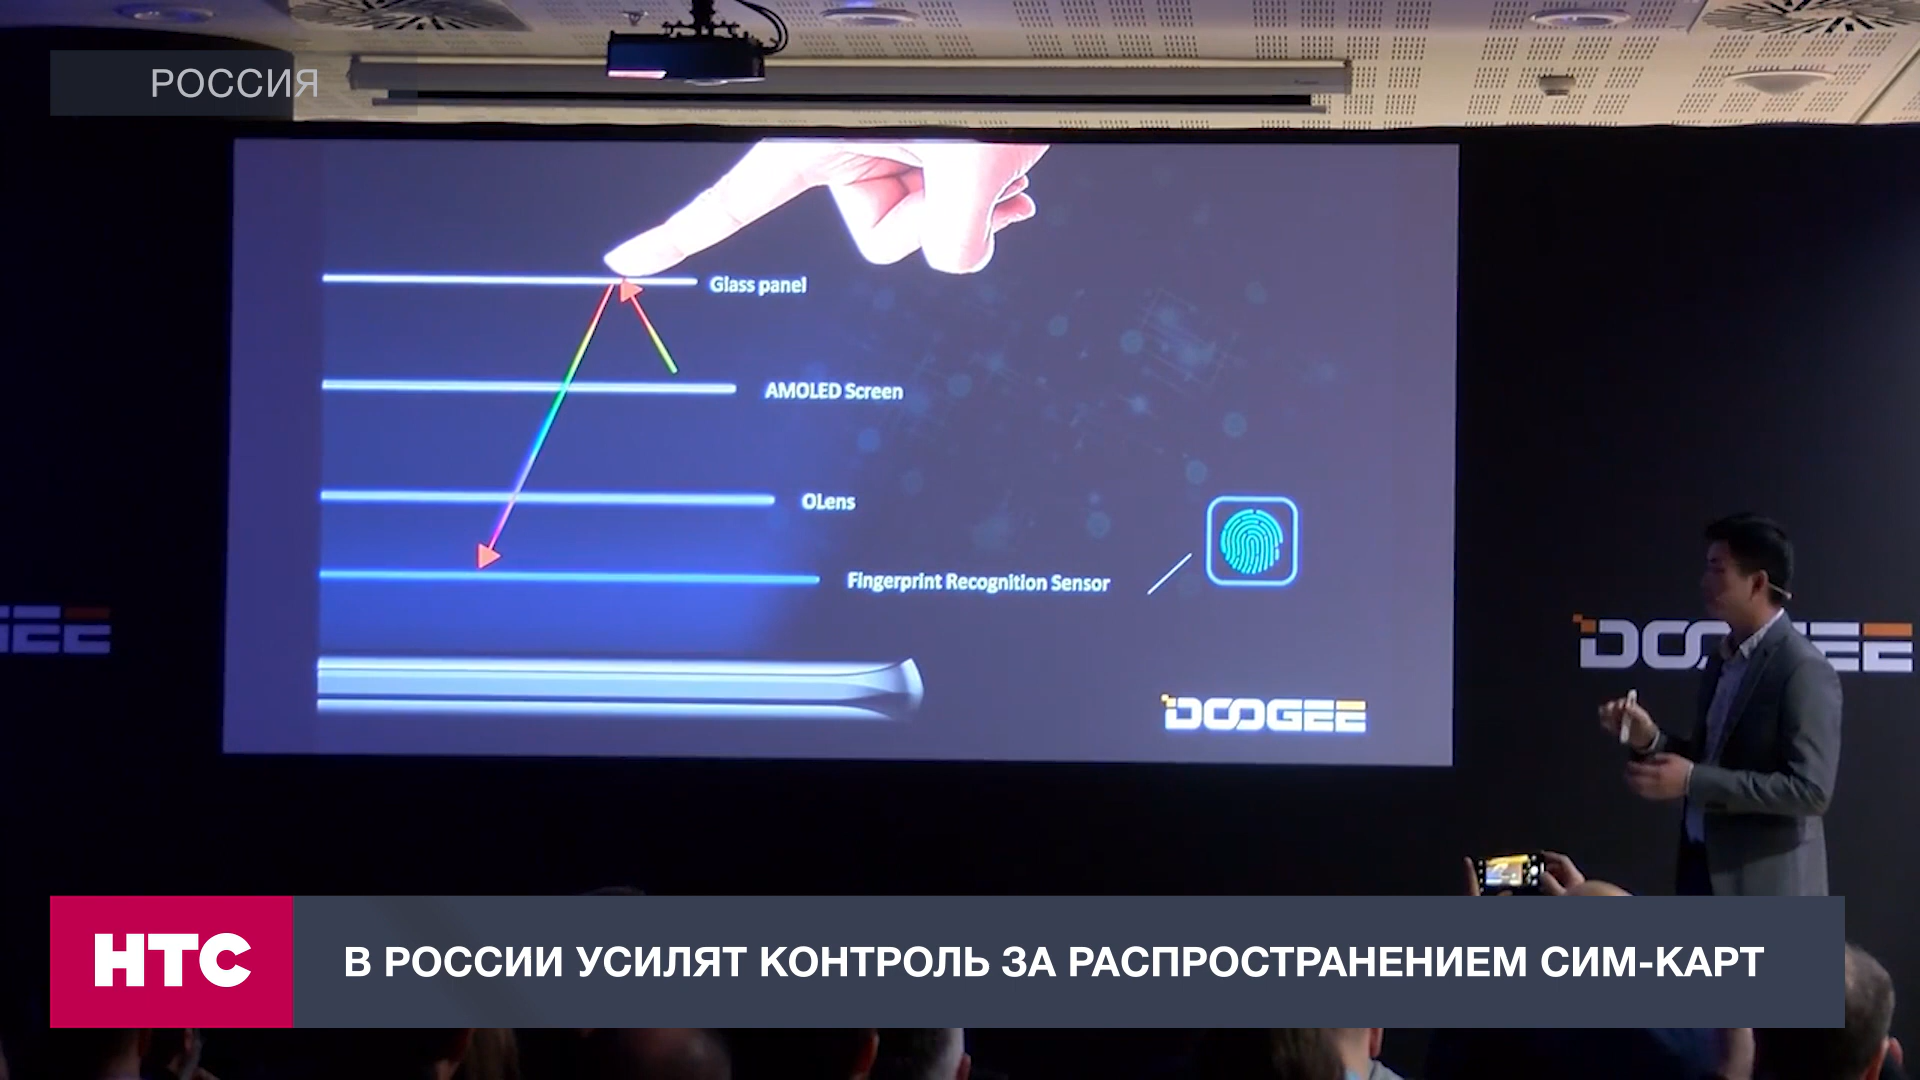 РОССИЯ
Glass panel
AMOLED Screen
OLens
Fingerprint Recognition Sensor
DOOGEE
GEE
DOOGEE
НТС
В РОССИИ УСИЛЯТ КОНТРОЛЬ ЗА РАСПРОСТРАНЕНИЕМ СИМ-КАРТ